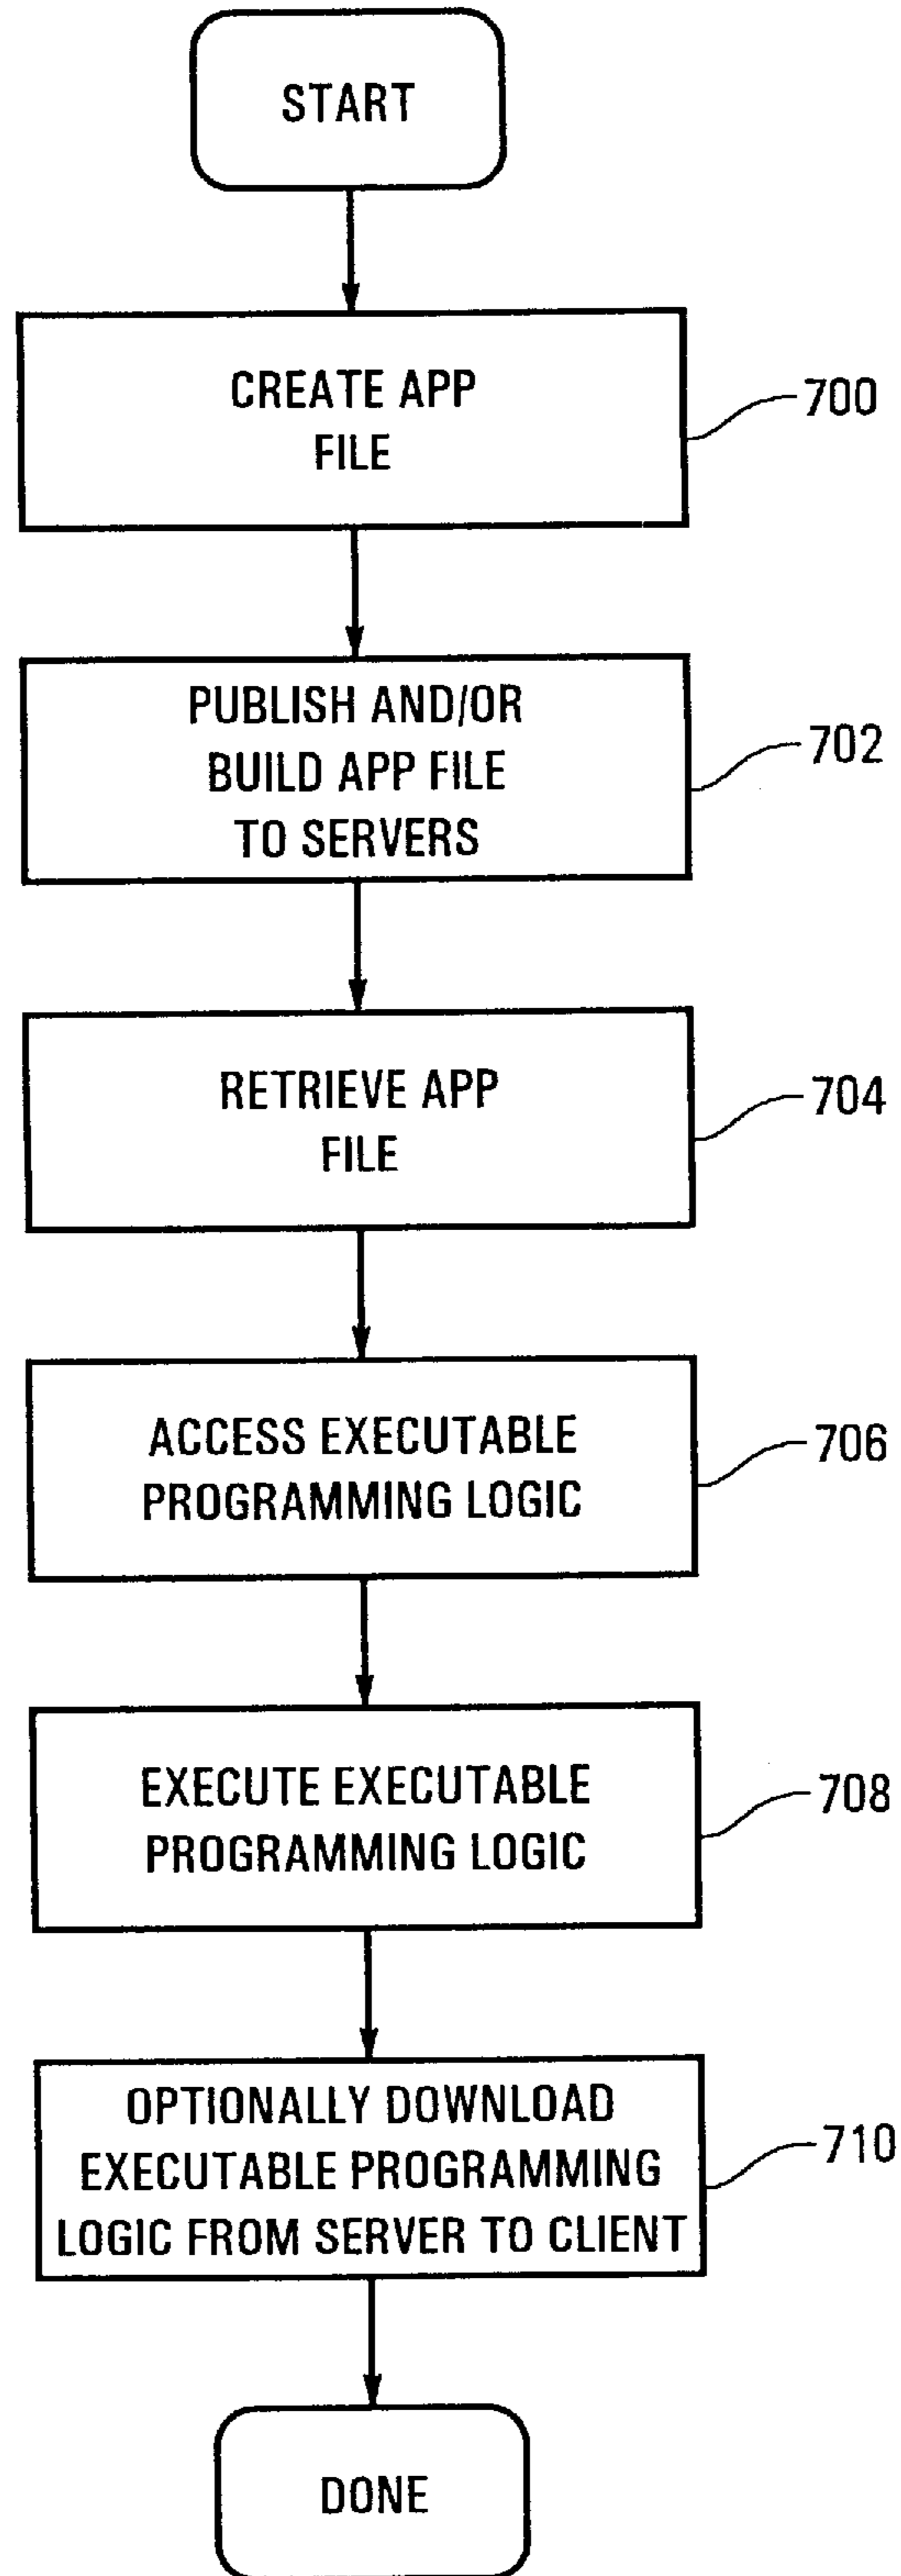 START
CREATE APP
FILE
700
PUBLISH AND/OR
BUILD APP FILE
TO SERVERS
702
RETRIEVE APP
FILE
704
ACCESS EXECUTABLE
PROGRAMMING LOGIC
706
EXECUTE EXECUTABLE
PROGRAMMING LOGIC
708
OPTIONALLY DOWNLOAD
EXECUTABLE PROGRAMMING
LOGIC FROM SERVER TO CLIENT
710
DONE